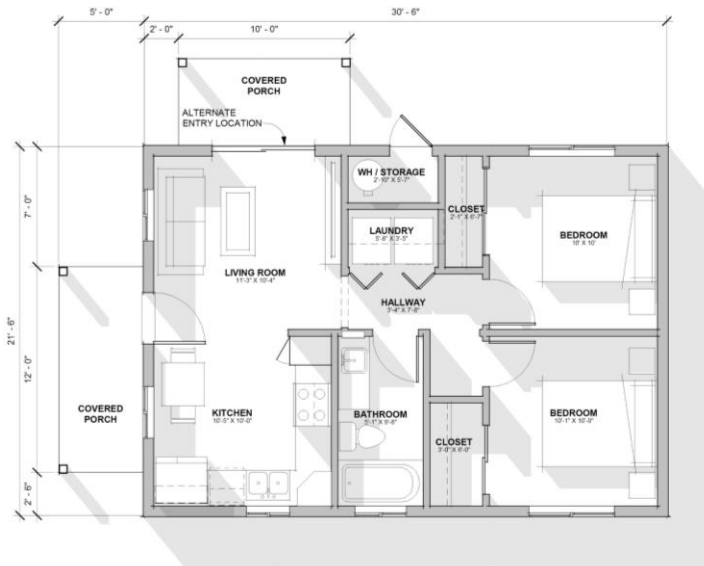 5' - 0"
30' - 6"
2' - 0"
10' - 0"
COVERED
PORCH
ALTERNATE
ENTRY LOCATION
WH / STORAGE
2'-10" X 5'-7"
CLOSET
2'-1" X 6'-7"
BEDROOM
10' X 10'
LAUNDRY
5'-8" X 3'-5"
LIVING ROOM
11'-3" X 10'-4"
HALLWAY
3'-4" X 7'-8"
7' - 0"
21' - 6"
12' - 0"
2' - 6"
COVERED
PORCH
KITCHEN
10'-5" X 10'-0"
BATHROOM
5'-1" X 9'-8"
CLOSET
3'-0" X 6'-0"
BEDROOM
10'-1" X 10'-0"